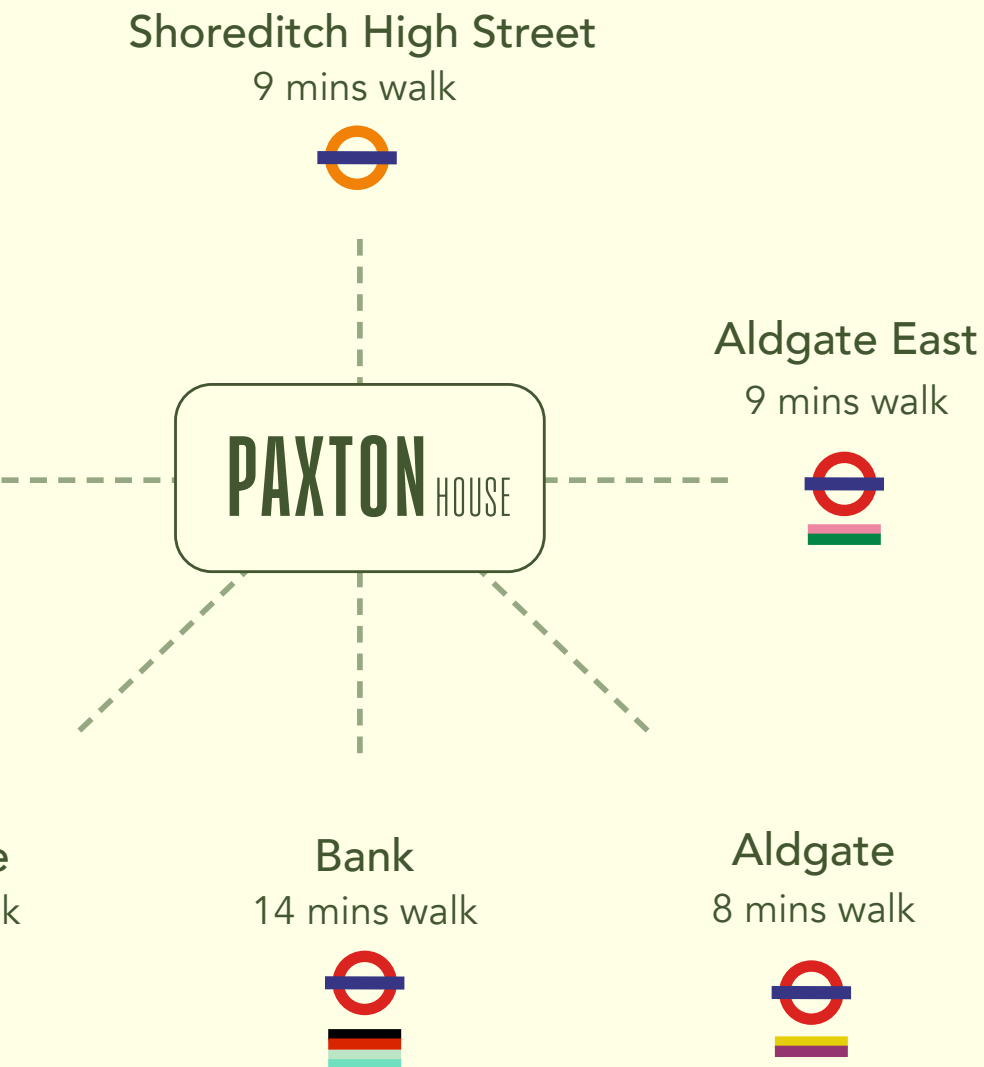 Shoreditch High Street
9 mins walk
Aldgate East
9 mins walk
PAXTON HOUSE
Bank
14 mins walk
Aldgate
8 mins walk